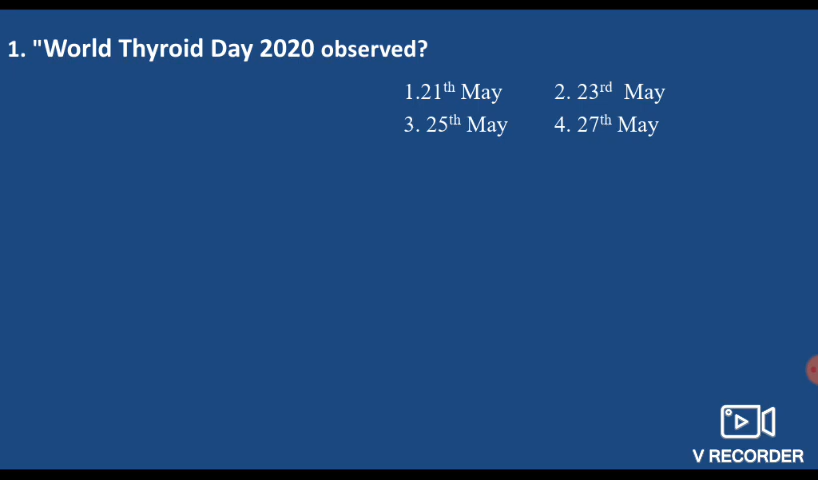 1. "World Thyroid Day 2020 observed?
1.21th May 2. 23rd May
3. 25th May 4. 27th May
V RECORDER